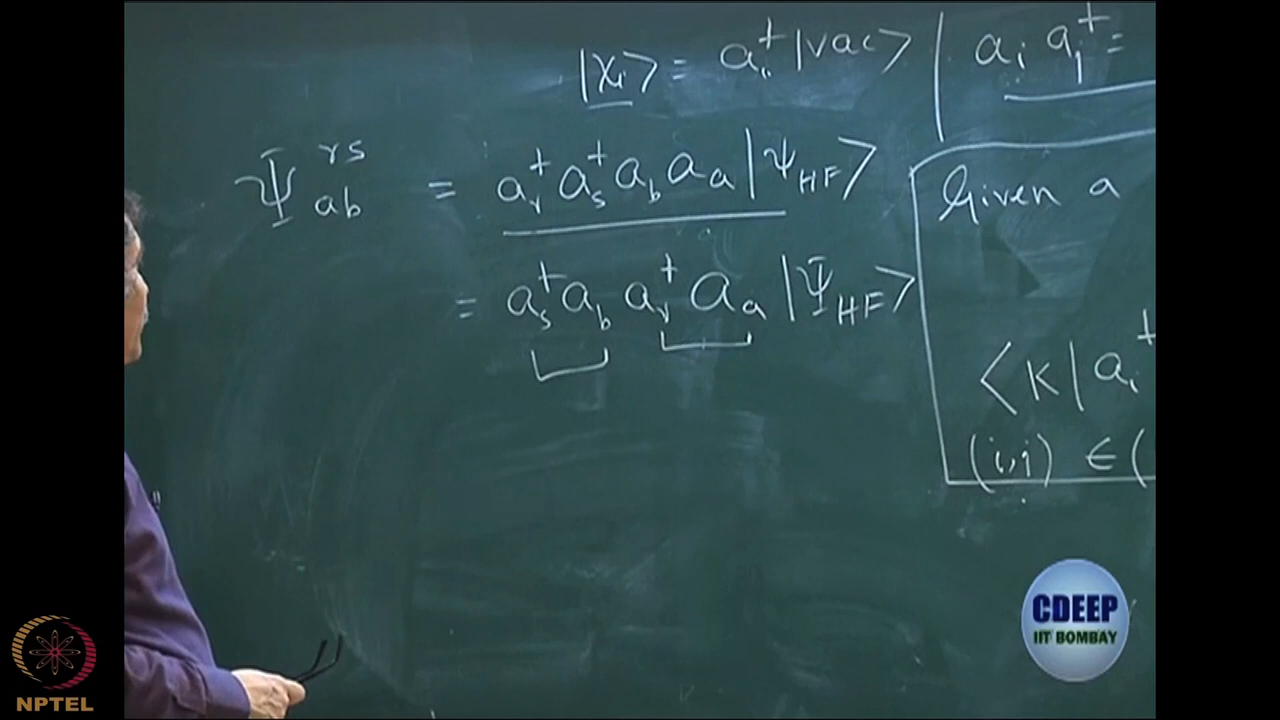 |χᵢ> = aᵢ†|vac> | aᵢ aⱼ† =
Ψ_ab^rs = a_r† a_s† a_b a_a |Ψ_HF>
Given a
= a_s† a_b a_r† a_a |Ψ_HF>
<K| aᵢ†
(i,j) ∈ (
CDEEP
IIT BOMBAY
NPTEL